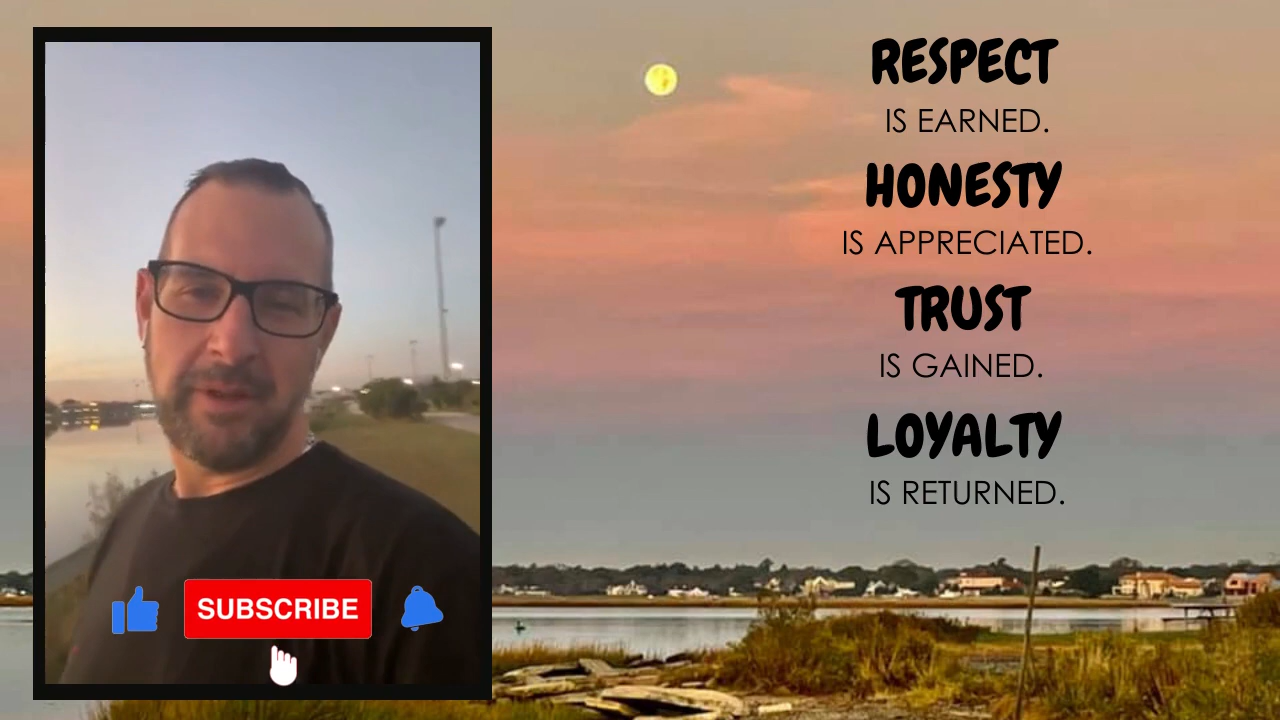 RESPECT
IS EARNED.
HONESTY
IS APPRECIATED.
TRUST
IS GAINED.
LOYALTY
IS RETURNED.
SUBSCRIBE